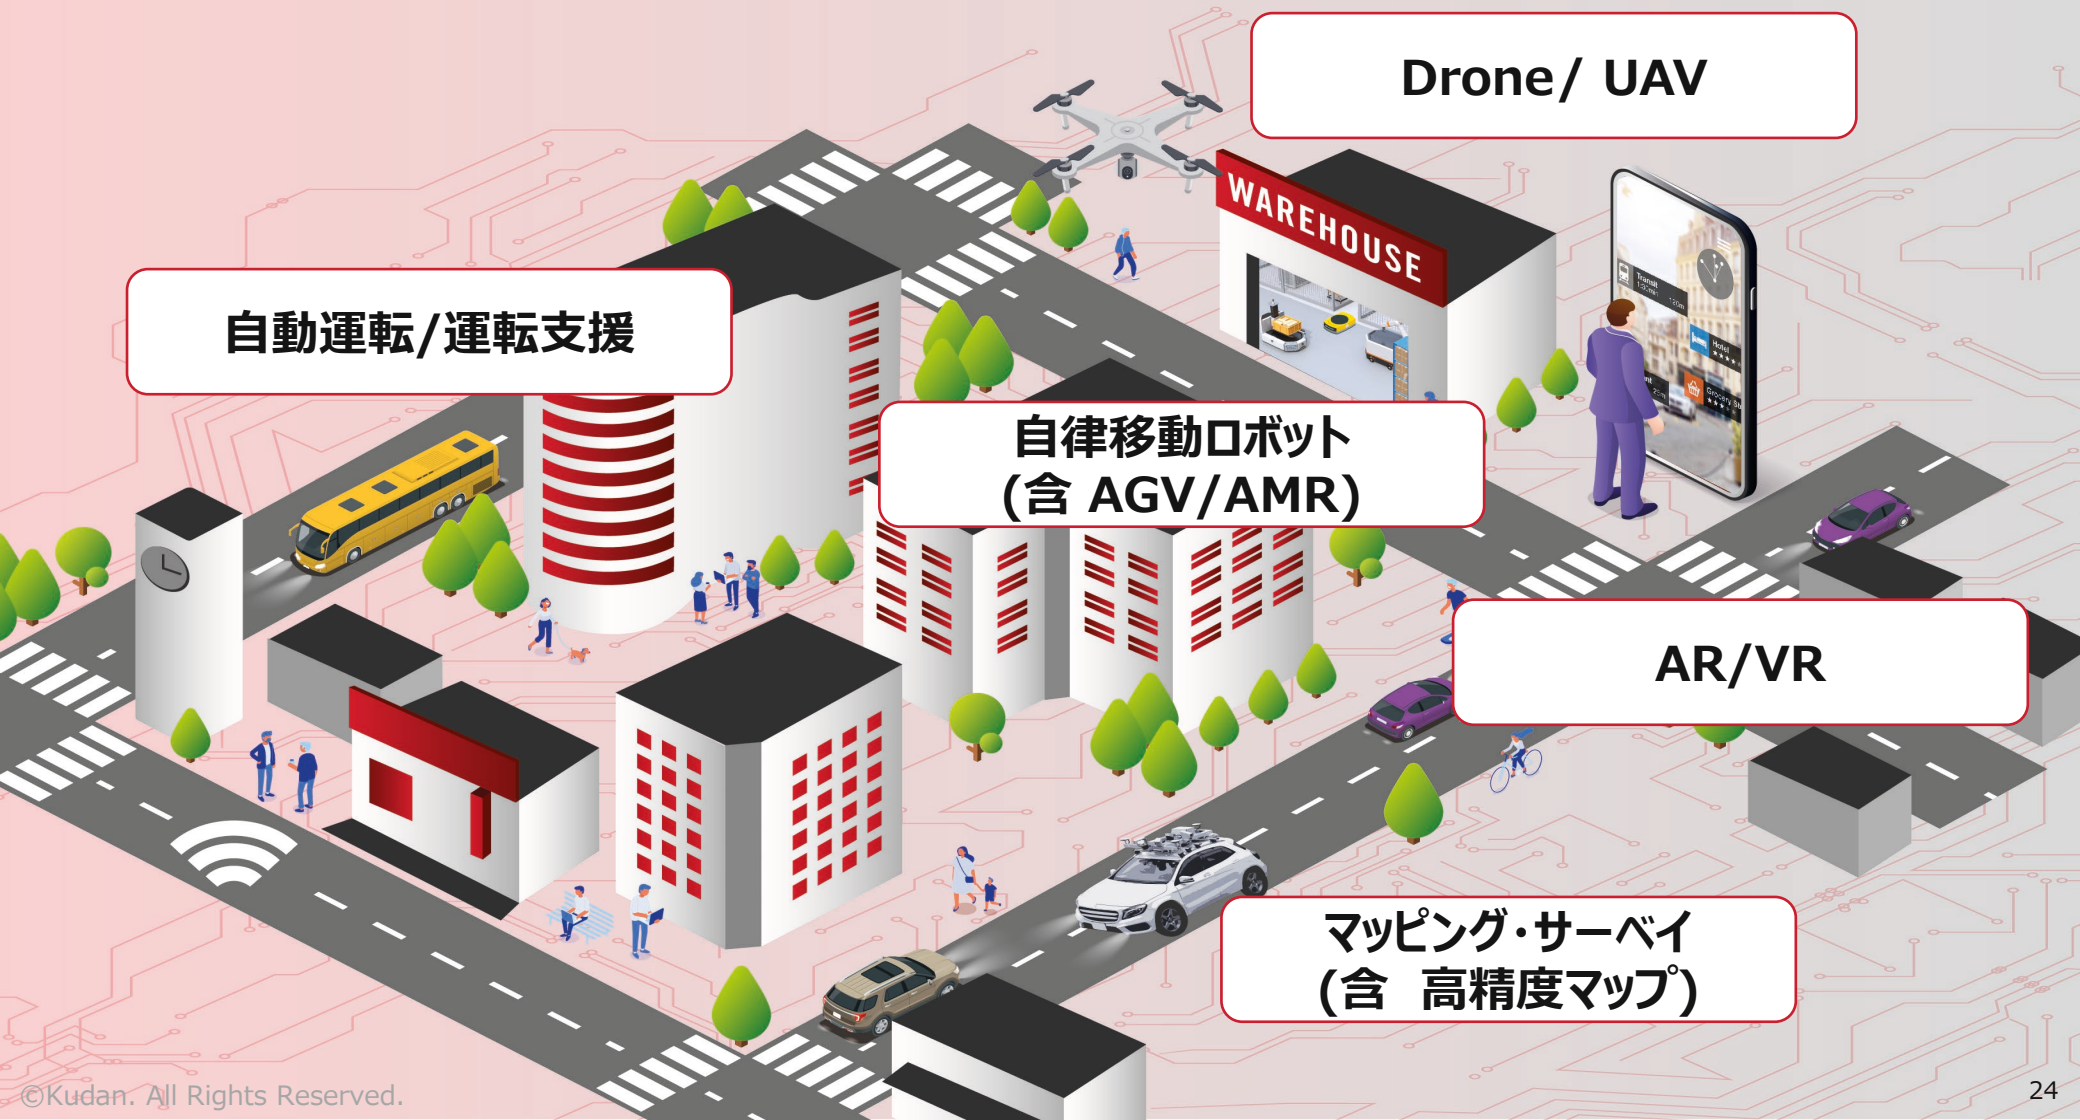 Drone/ UAV
WAREHOUSE
Transit
Hotel
自動運転/運転支援
自律移動ロボット
(含 AGV/AMR)
AR/VR
マッピング・サーベイ
(含 高精度マップ)
©Kudan. All Rights Reserved.
24